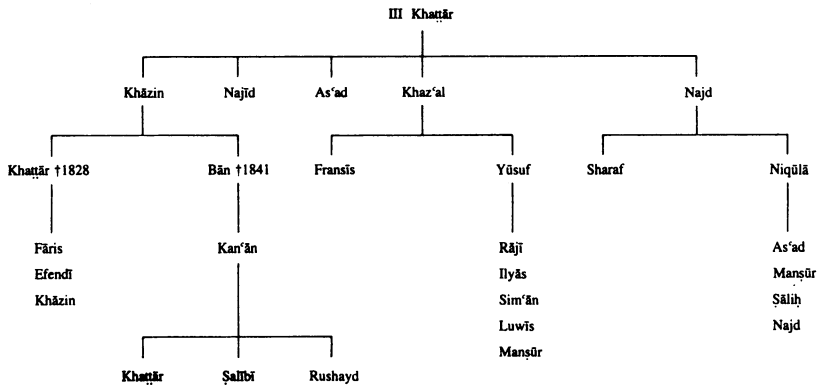 III Khaṭṭār
Khāzin Najīd As‘ad Khaz‘al Najd
Khaṭṭār †1828 Bān †1841 Fransīs Yūsuf Sharaf Niqūlā
Fāris Kan‘ān Rājī As‘ad
Efendī Ilyās Manṣūr
Khāzin Sim‘ān Ṣāliḥ
Luwīs Najd
Manṣūr
Khaṭṭār Ṣalībī Rushayd